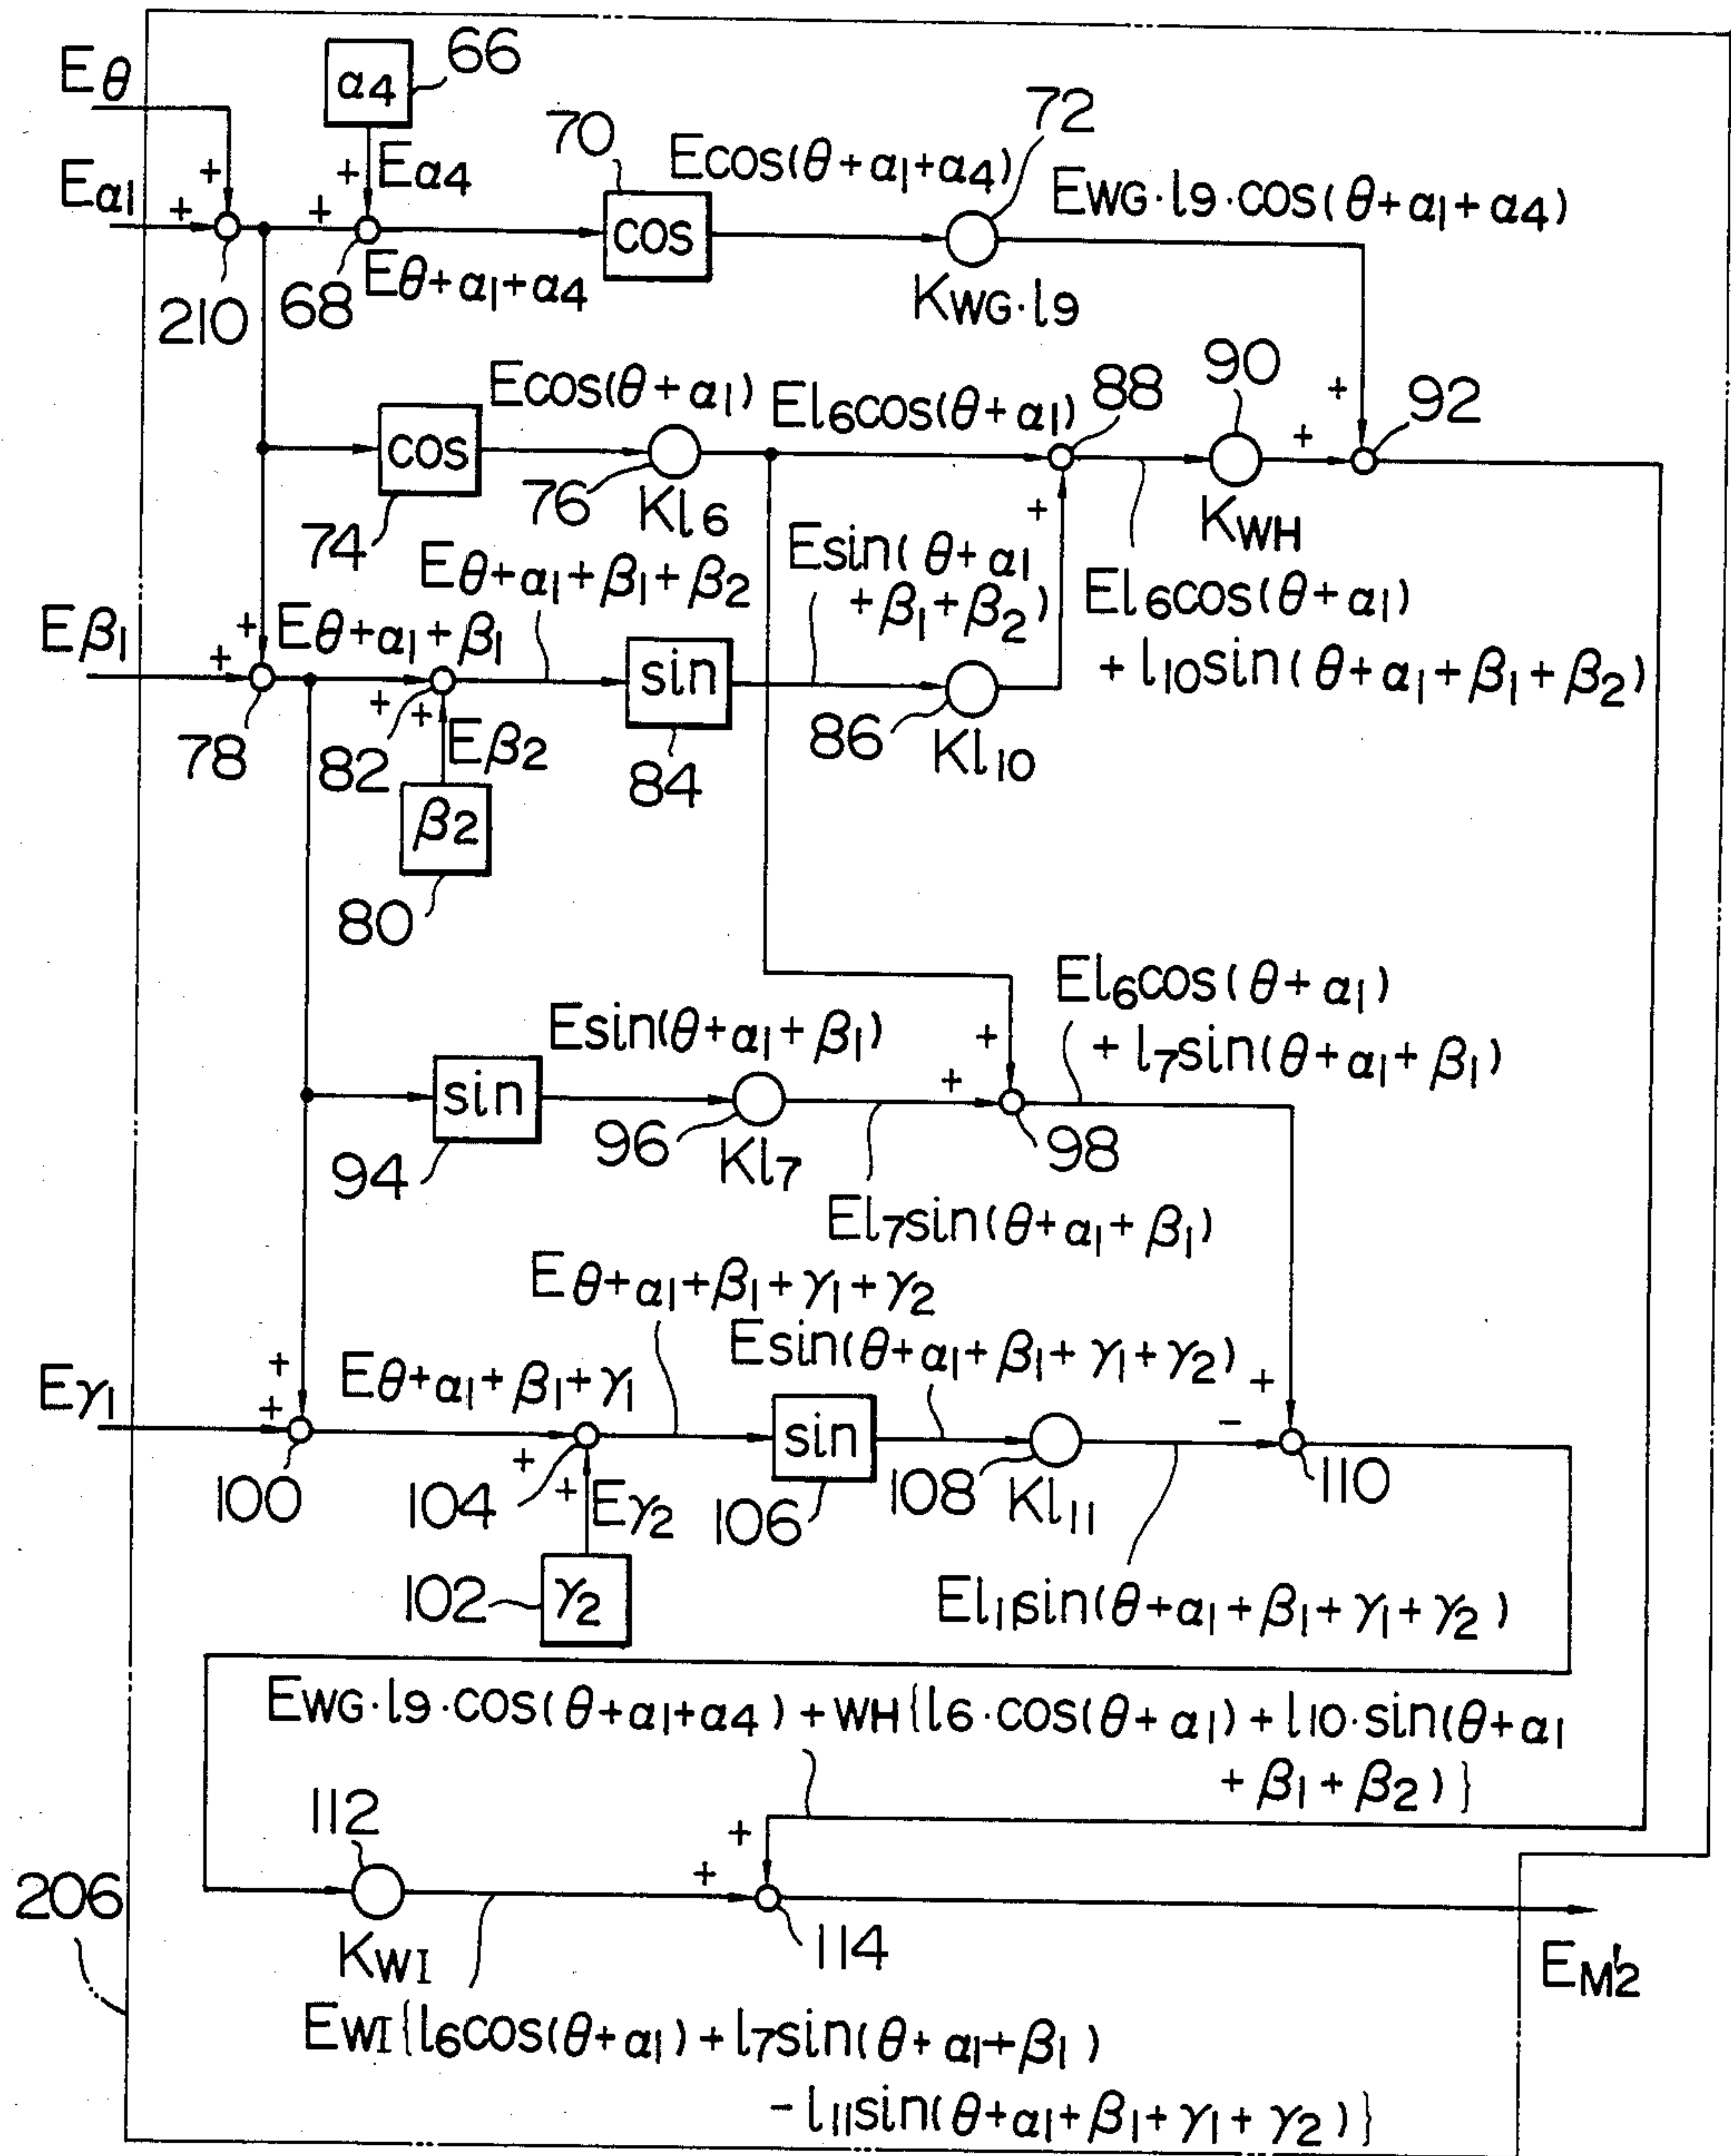 Eθ
α4
66
Eα1
+
+
+
+
Eα4
70
cos
Ecos(θ+α1+α4)
72
EWG·l9·cos(θ+α1+α4)
210
68
Eθ+α1+α4
KWG·l9
cos
74
Ecos(θ+α1)
76
Kl6
El6cos(θ+α1)
88
90
KWH
+
+
92
Eβ1
+
+
Eθ+α1+β1
Eθ+α1+β1+β2
sin
Esin(θ+α1
+β1+β2)
+
El6cos(θ+α1)
+l10sin(θ+α1+β1+β2)
78
82
+
+
Eβ2
84
86
Kl10
β2
80
Esin(θ+α1+β1)
sin
94
96
Kl7
+
+
98
El6cos(θ+α1)
+l7sin(θ+α1+β1)
El7sin(θ+α1+β1)
Eθ+α1+β1+γ1+γ2
Esin(θ+α1+β1+γ1+γ2)
Eγ1
+
+
Eθ+α1+β1+γ1
sin
-
+
100
104
+
+
Eγ2
106
108
Kl11
110
102
γ2
El11sin(θ+α1+β1+γ1+γ2)
EWG·l9·cos(θ+α1+α4)+WH{l6·cos(θ+α1)+l10·sin(θ+α1
+β1+β2)}
112
KWI
+
+
114
206
EM'2
EWI{l6cos(θ+α1)+l7sin(θ+α1+β1)
-l11sin(θ+α1+β1+γ1+γ2)}